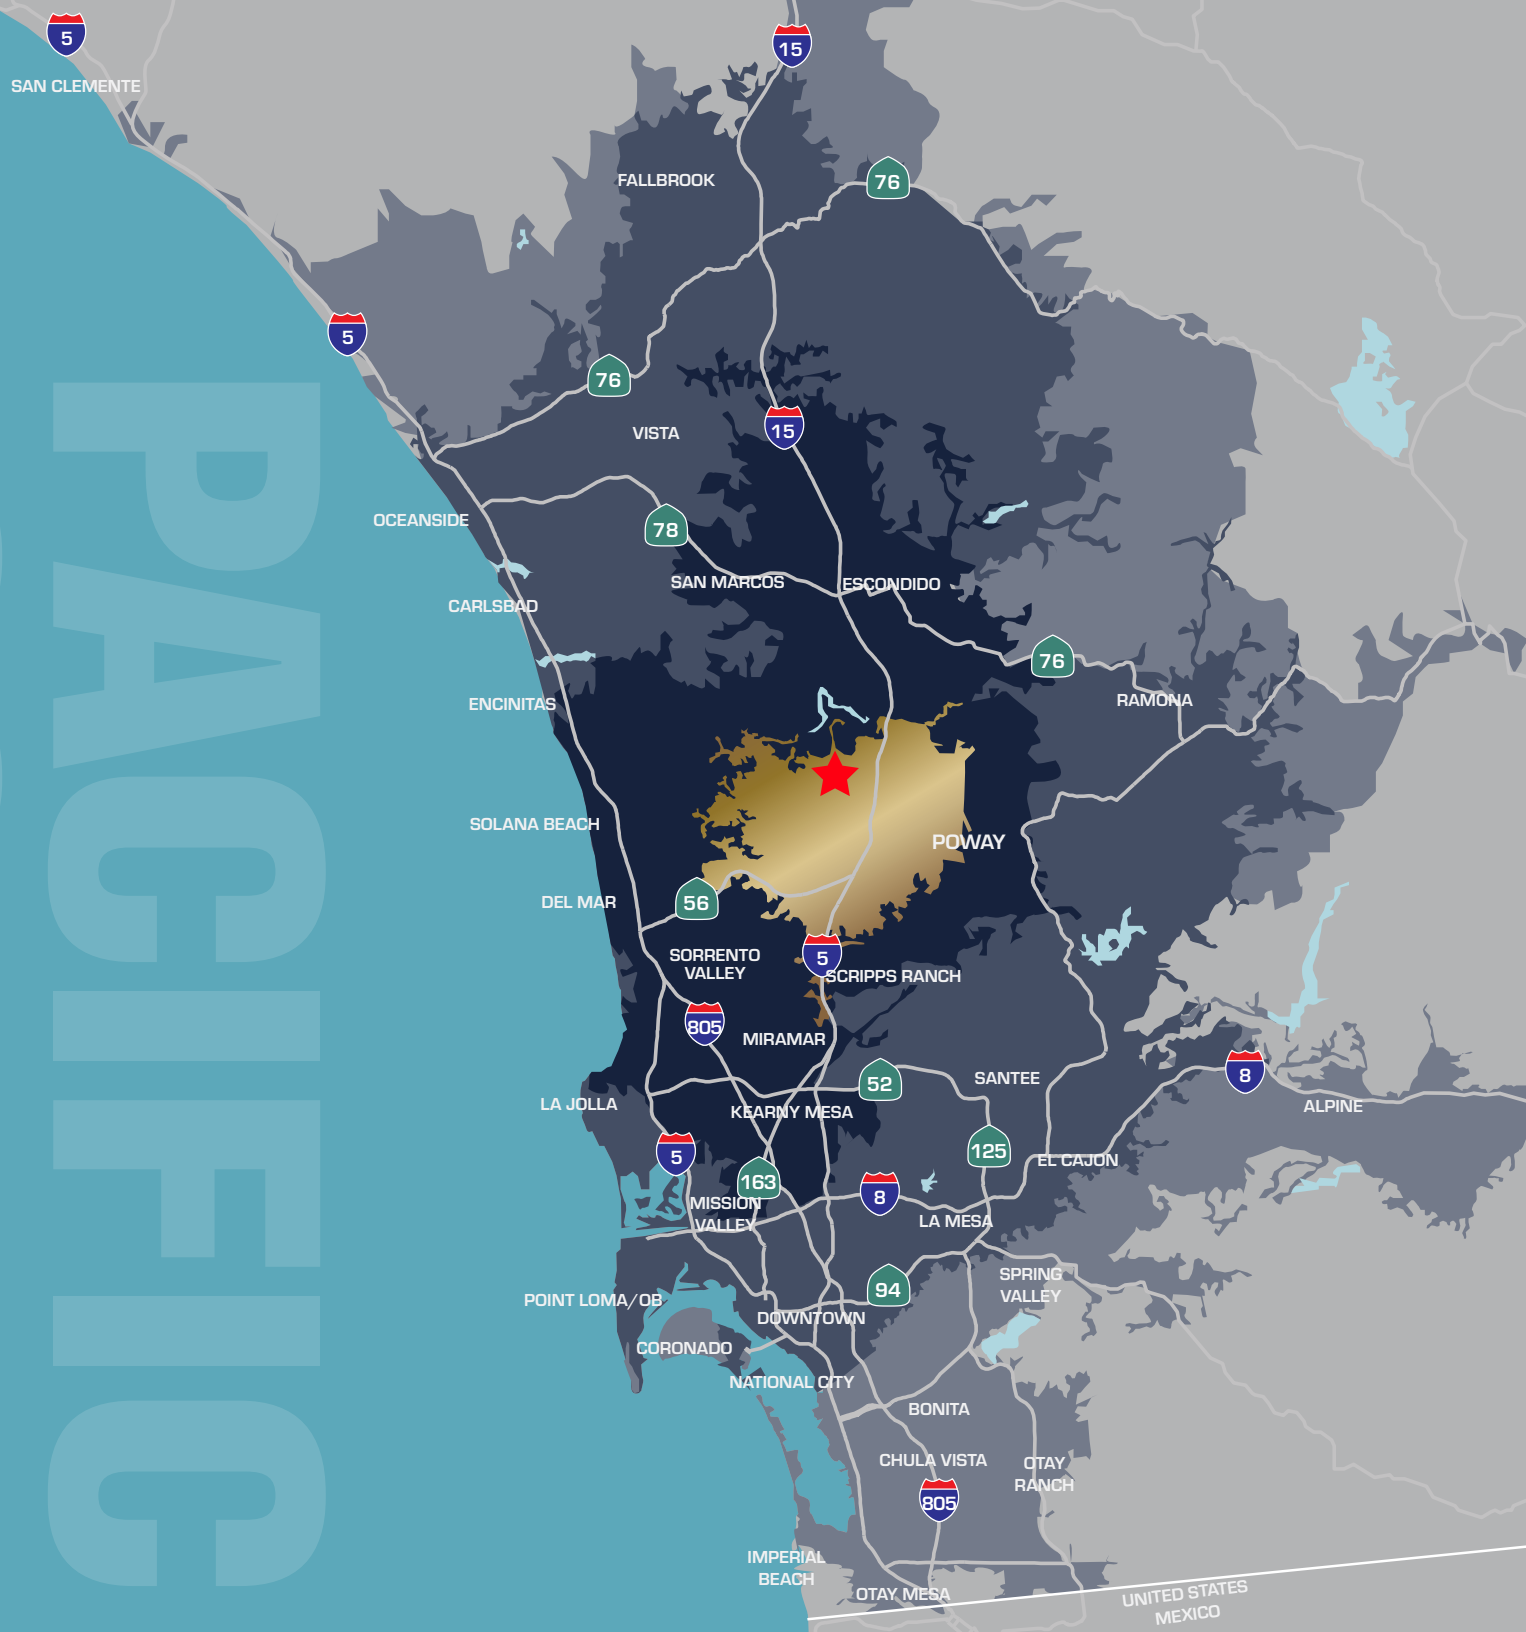 5
SAN CLEMENTE
15
FALLBROOK
76
5
76
VISTA
15
OCEANSIDE
78
SAN MARCOS
ESCONDIDO
CARLSBAD
76
RAMONA
ENCINITAS
SOLANA BEACH
POWAY
DEL MAR
56
SORRENTO
VALLEY
5
SCRIPPS RANCH
805
MIRAMAR
52
SANTEE
8
ALPINE
LA JOLLA
KEARNY MESA
5
125
EL CAJON
163
8
MISSION
VALLEY
LA MESA
POINT LOMA/OB
94
SPRING
VALLEY
DOWNTOWN
CORONADO
NATIONAL CITY
BONITA
CHULA VISTA
OTAY
RANCH
805
IMPERIAL
BEACH
OTAY MESA
UNITED STATES
MEXICO
PACIFIC